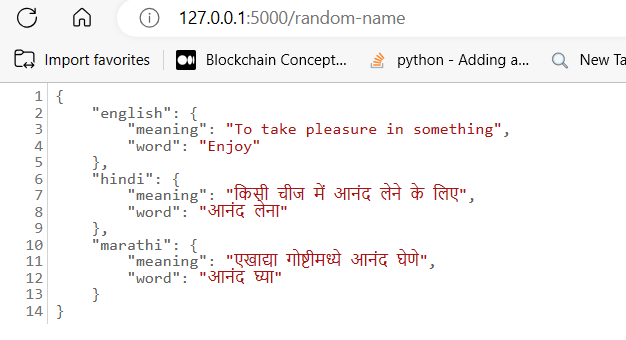 127.0.0.1:5000/random-name
Import favorites Blockchain Concept... python - Adding a... New Ta
1 {
2 "english": {
3 "meaning": "To take pleasure in something",
4 "word": "Enjoy"
5 },
6 "hindi": {
7 "meaning": "किसी चीज में आनंद लेने के लिए",
8 "word": "आनंद लेना"
9 },
10 "marathi": {
11 "meaning": "एखाद्या गोष्टीमध्ये आनंद घेणे",
12 "word": "आनंद घ्या"
13 }
14 }